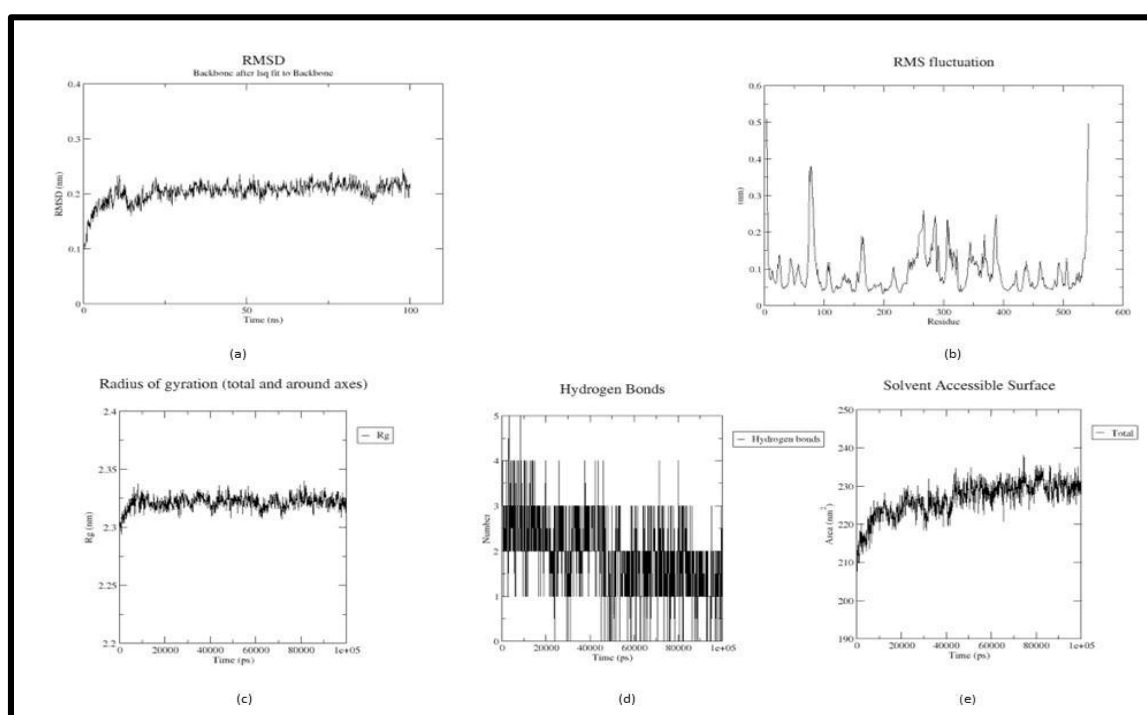 RMSD
Backbone after lsq fit to Backbone
0.4
0.3
0.2
0.1
0
RMSD (nm)
0
50
100
Time (ns)
(a)
RMS fluctuation
0.6
0.5
0.4
0.3
0.2
0.1
0
(nm)
0
100
200
300
400
500
600
Residue
(b)
Radius of gyration (total and around axes)
2.4
2.35
2.3
2.25
2.2
Rg (nm)
Rg
0
20000
40000
60000
80000
1e+05
Time (ps)
(c)
Hydrogen Bonds
5
4
3
2
1
0
Number
Hydrogen bonds
0
20000
40000
60000
80000
1e+05
Time (ps)
(d)
Solvent Accessible Surface
250
240
230
220
210
200
190
Area (nm²)
Total
0
20000
40000
60000
80000
1e+05
Time (ps)
(e)